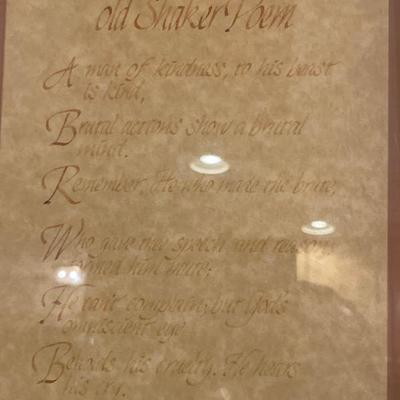 old Shaker Poem
A man of kindness, to his beast
is kind,
Brutal actions show a brutal
mind.
Remember, He who made the brute,
Who gave thee speech and reason,
formed him mute;
He can't complain; but God's
omniscient eye
Beholds his cruelty. He hears
his cry.